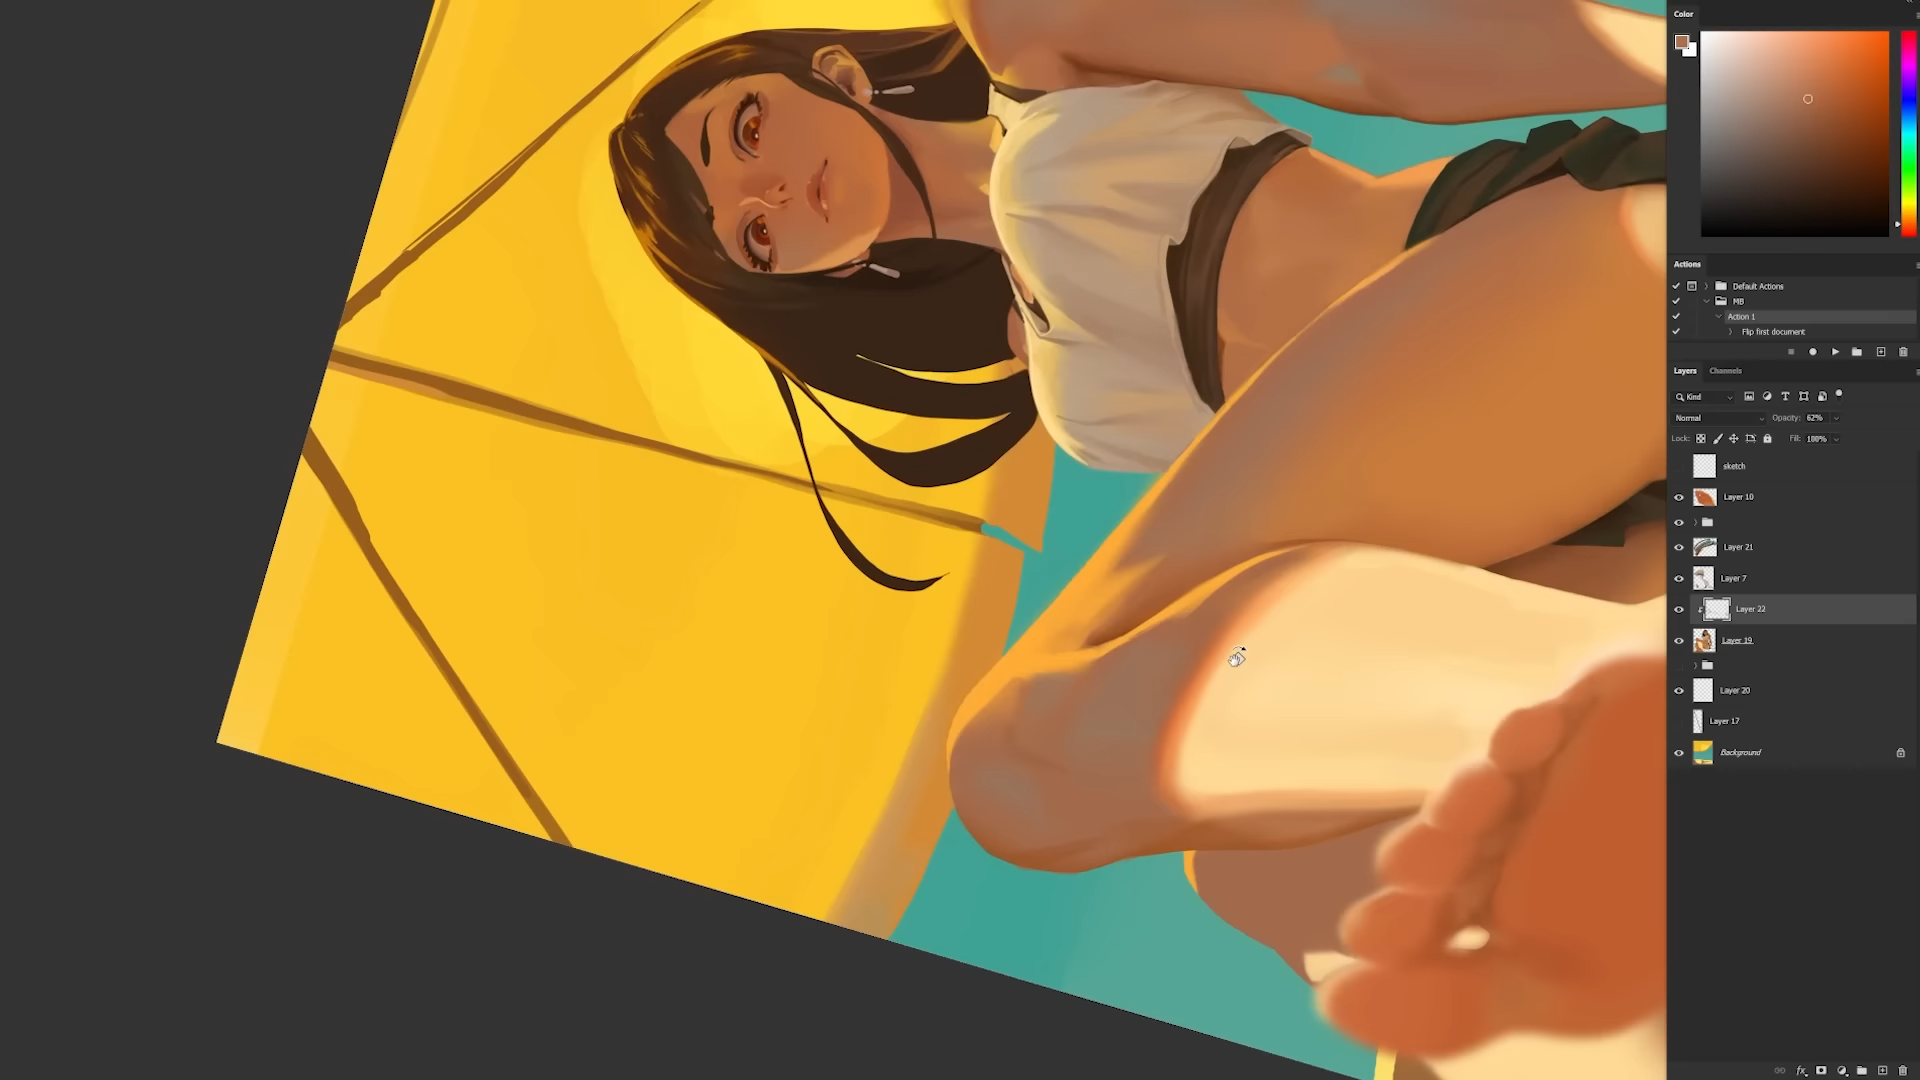 Color
Actions
Default Actions
MB
Action 1
Flip first document
Layers Channels
Kind
Normal Opacity: 62%
Lock: Fill: 100%
sketch
Layer 10
Layer 21
Layer 7
Layer 22
Layer 19
Layer 20
Layer 17
Background
fx